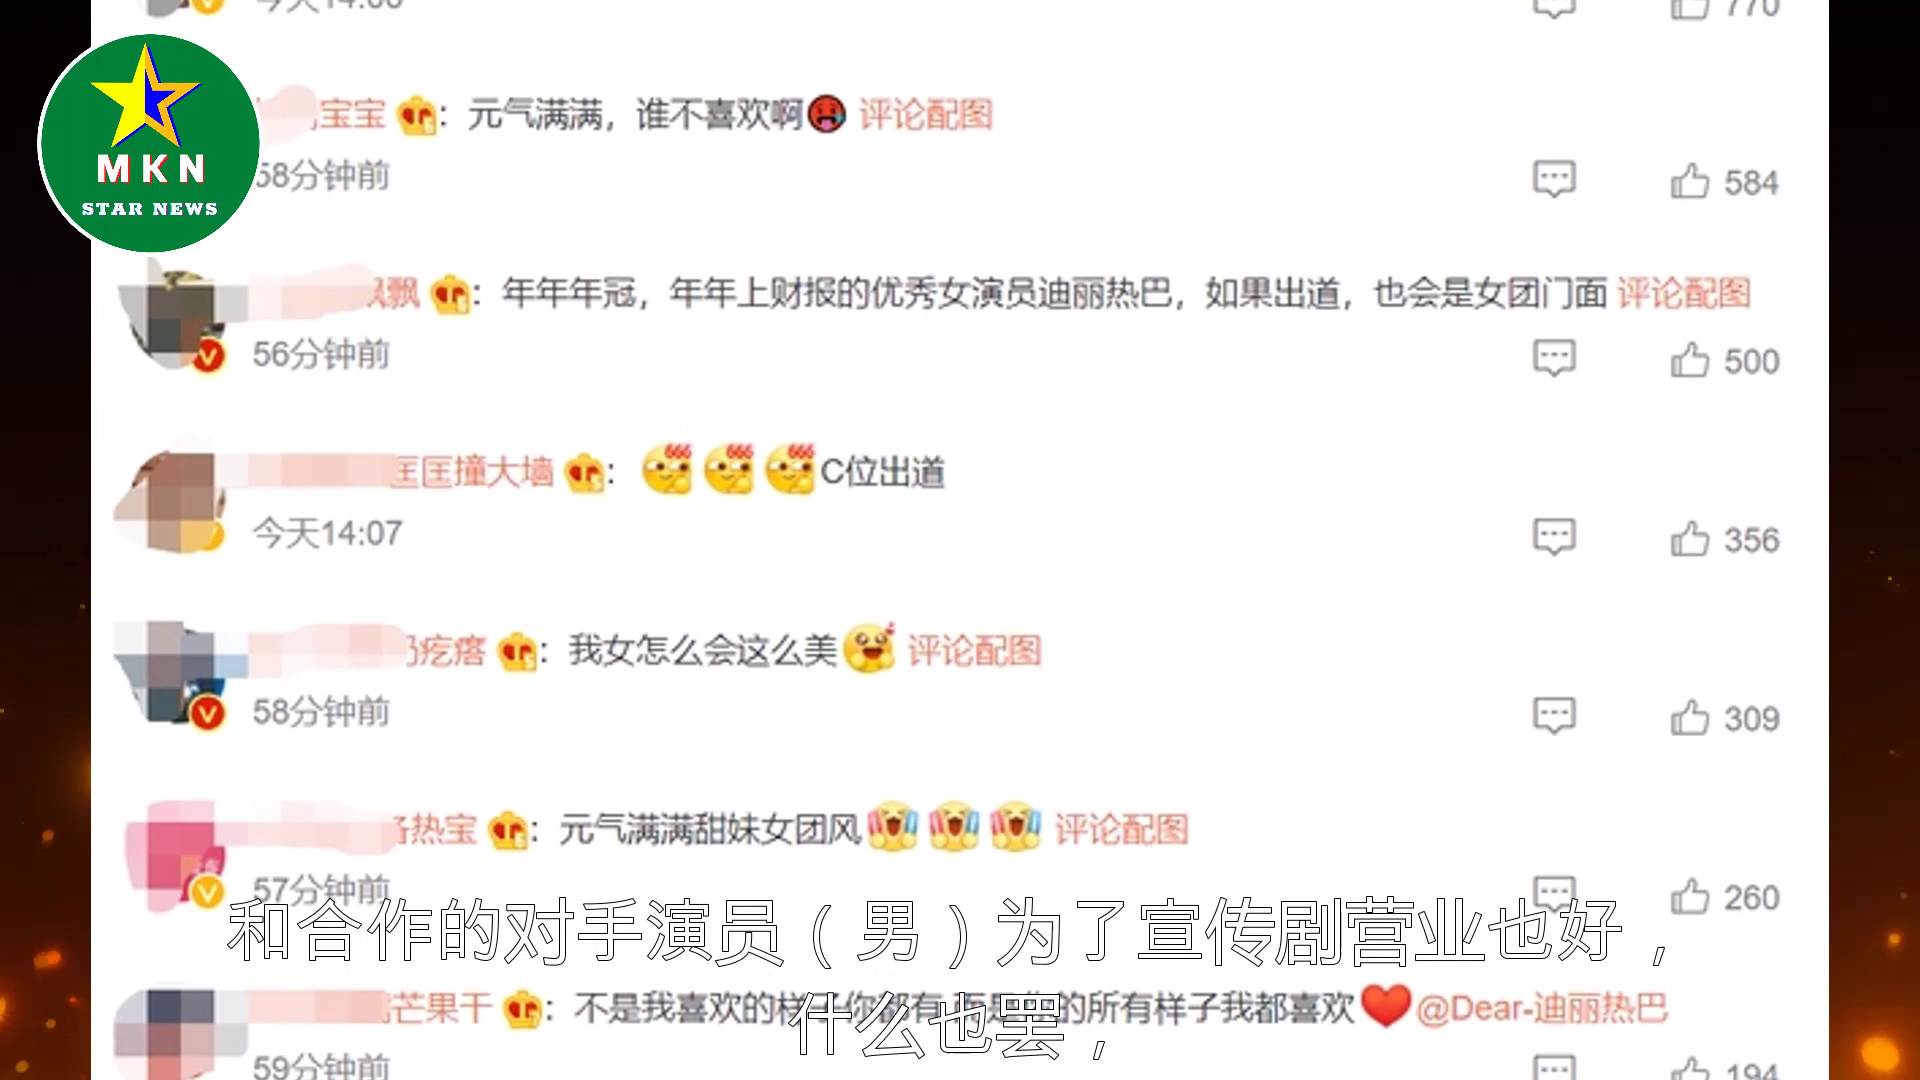 今天14:06
770
MKN
STAR NEWS
宝宝：元气满满，谁不喜欢啊 评论配图
58分钟前
584
飘：年年年冠，年年上财报的优秀女演员迪丽热巴，如果出道，也会是女团门面 评论配图
56分钟前
500
匡匡撞大墙：666 666 666 C位出道
今天14:07
356
疙瘩：我女怎么会这么美 评论配图
58分钟前
309
热宝：元气满满甜妹女团风 评论配图
57分钟前
260
和合作的对手演员（男）为了宣传剧营业也好，
什么也罢，
芒果干：不是我喜欢的样子你都有 而是你的所有样子我都喜欢 @Dear-迪丽热巴
59分钟前
194